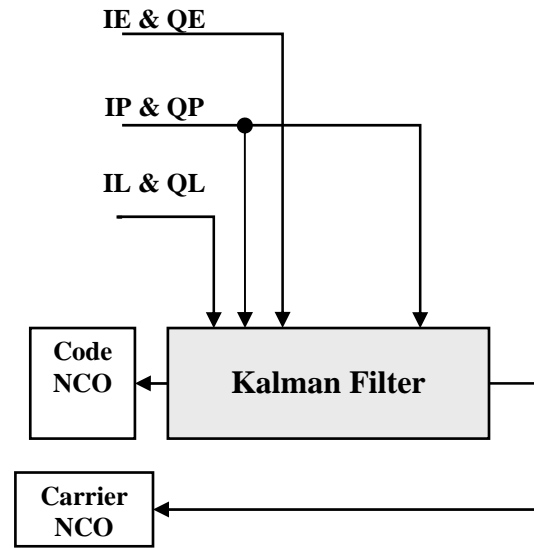 IE & QE
IP & QP
IL & QL
Code
NCO
Kalman Filter
Carrier
NCO